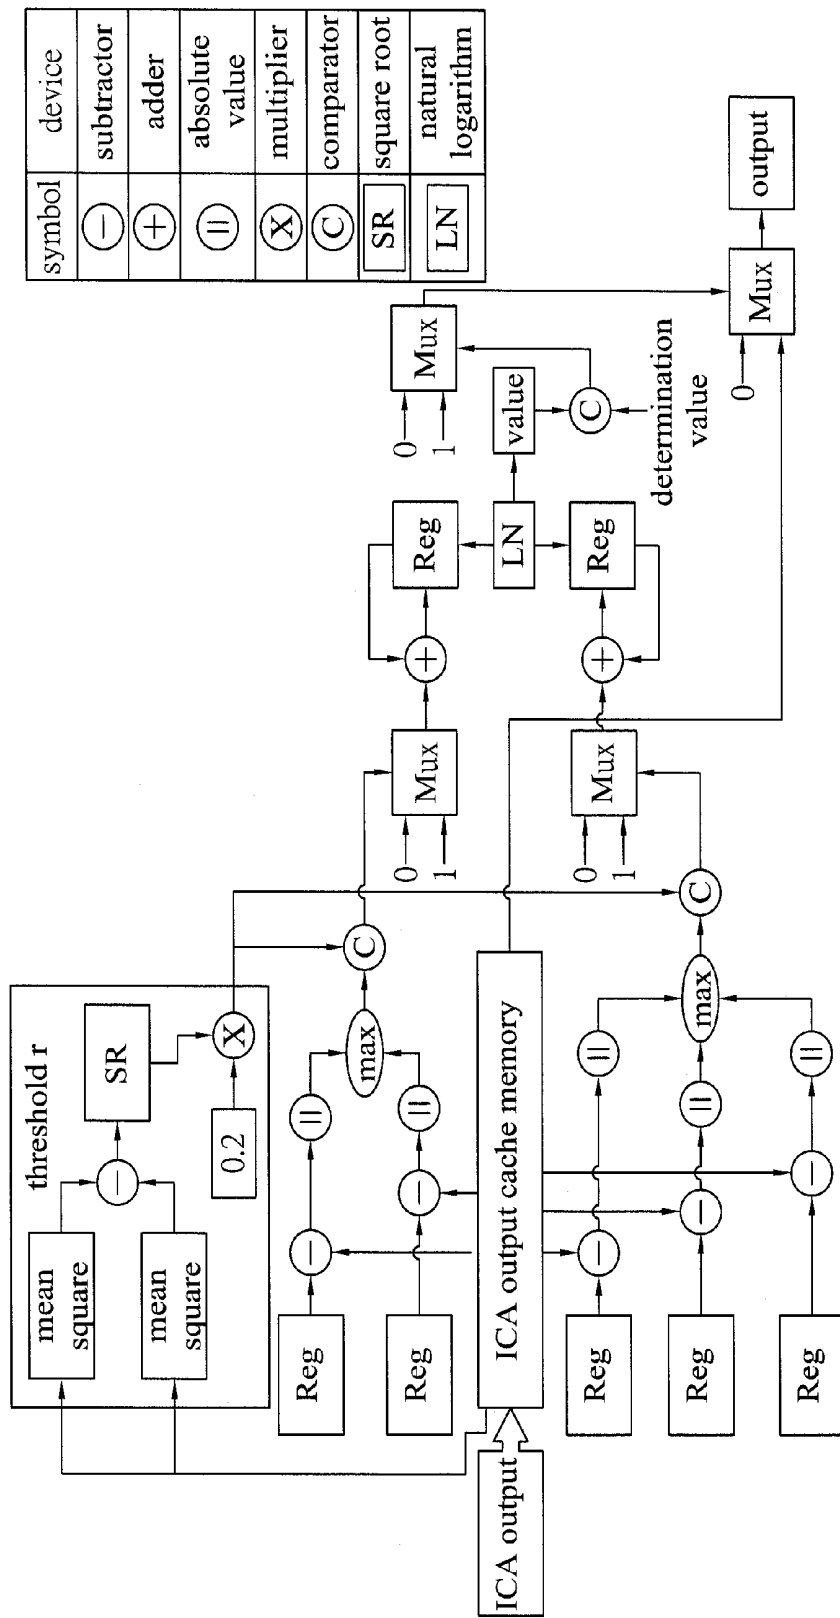 threshold r
mean
square
mean
square
−
SR
0.2
X
Reg
Reg
−
−
||
||
max
C
0
1
Mux
+
Reg
ICA output
ICA output cache memory
LN
value
C
determination
value
0
1
Mux
Reg
Reg
Reg
−
−
−
||
||
||
max
C
0
1
Mux
+
Reg
0
Mux
output
symbol device
− subtractor
+ adder
|| absolute
value
X multiplier
C comparator
SR square root
LN natural
logarithm